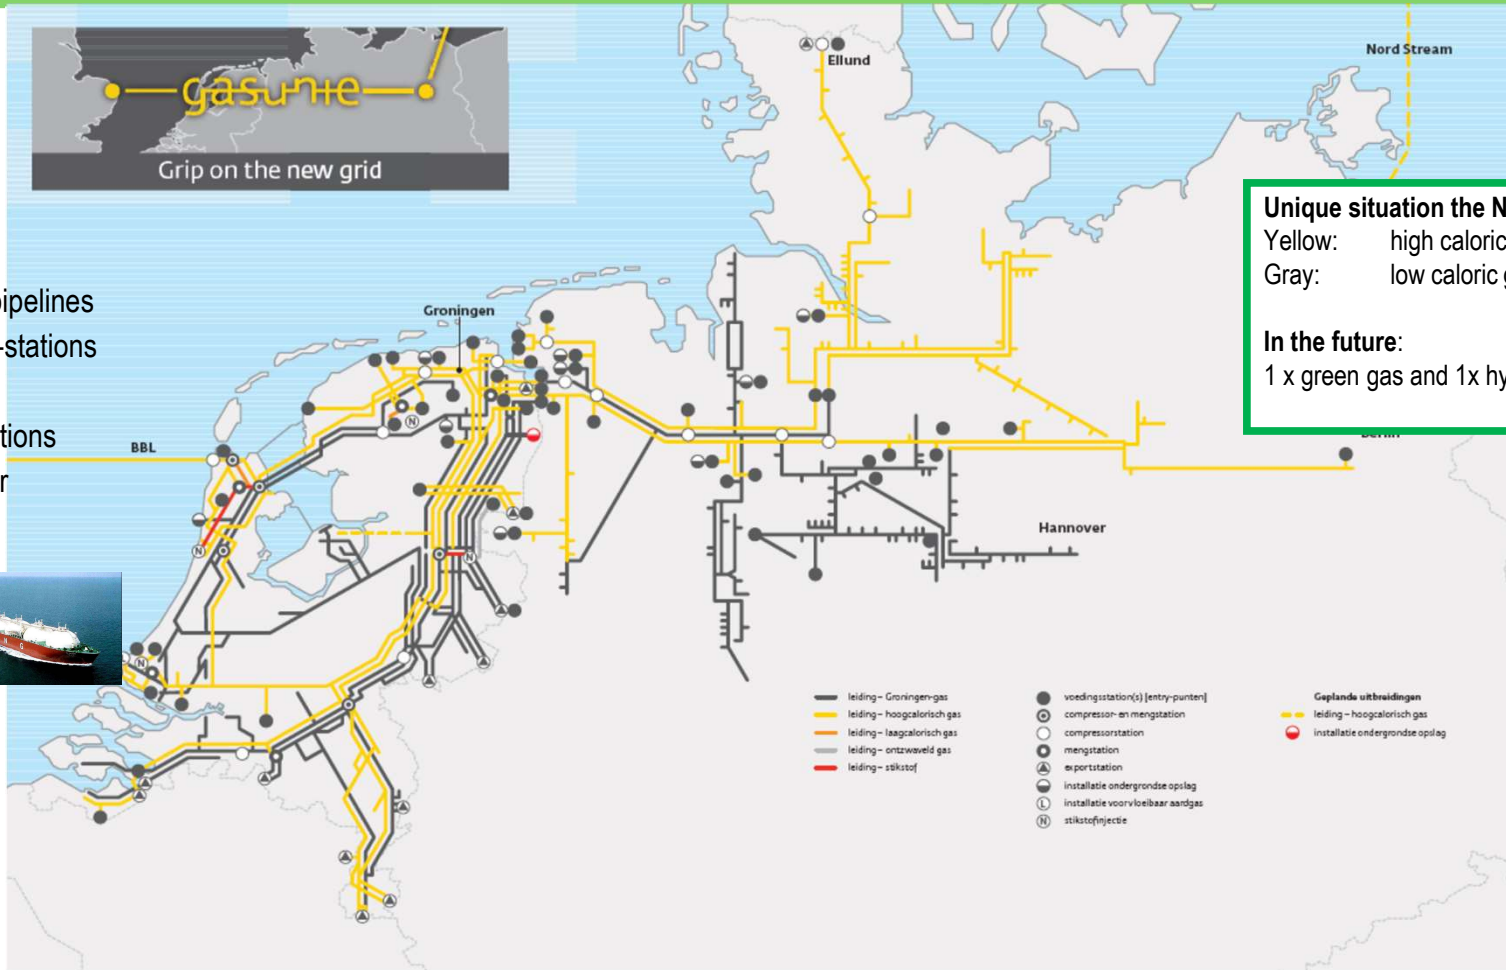 gasunie
Grip on the new grid
Ellund
Nord Stream
Unique situation the N
Yellow: high caloric
Gray: low caloric g
In the future:
1 x green gas and 1x hy
Berlin
pipelines
-stations
tions
r
Groningen
BBL
Hannover
N
N
N
N
N G
leiding – Groningen-gas
leiding – hoogcalorisch gas
leiding – laagcalorisch gas
leiding – ontzwaveld gas
leiding – stikstof
voedingsstation(s) [entry-punten]
compressor- en mengstation
compressorstation
mengstation
exportstation
installatie ondergrondse opslag
L installatie voor vloeibaar aardgas
N stikstofinjectie
Geplande uitbreidingen
leiding – hoogcalorisch gas
installatie ondergrondse opslag